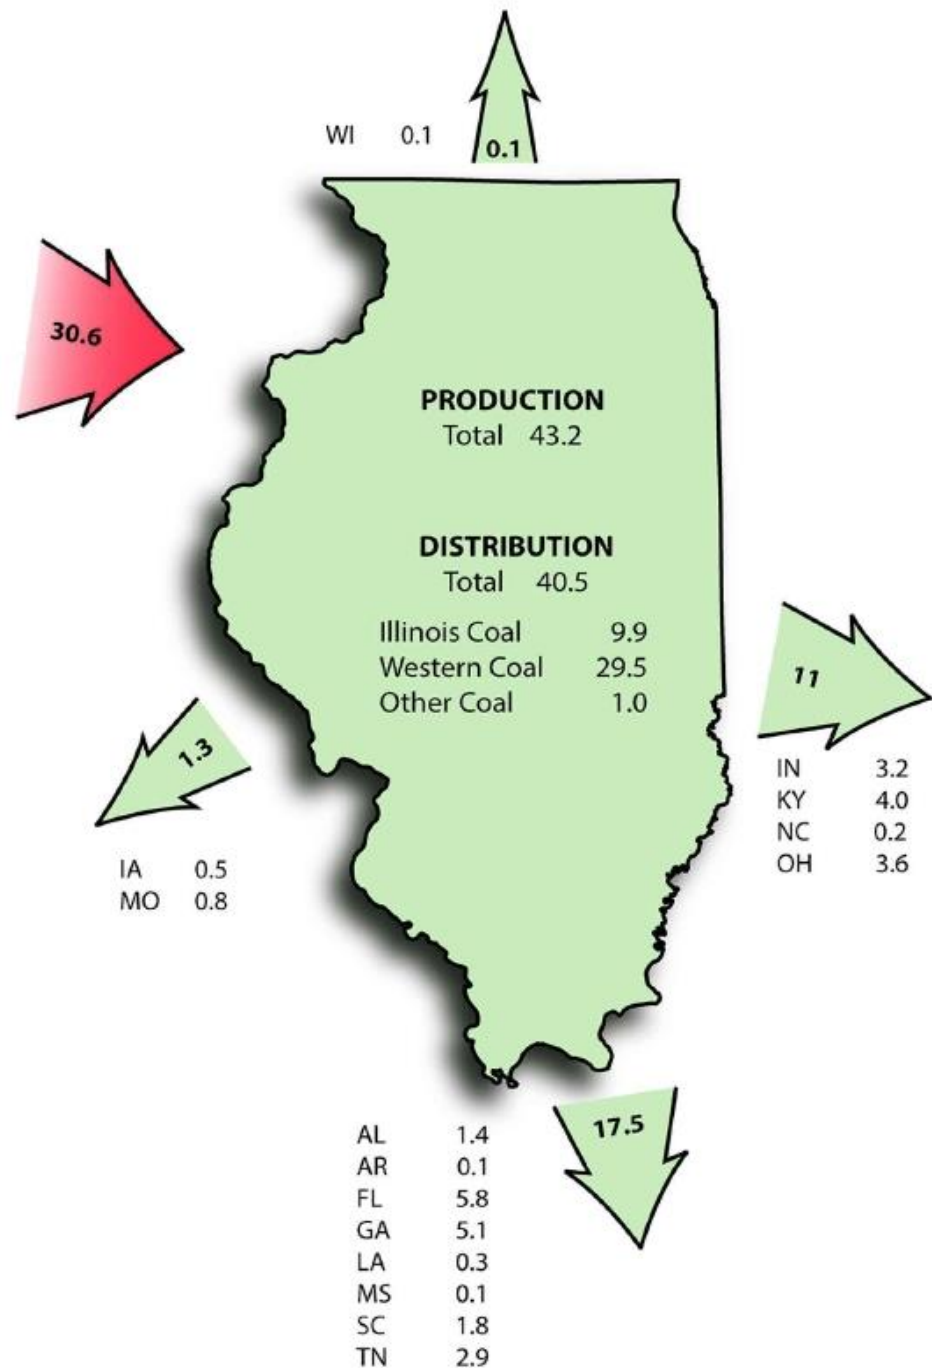 WI 0.1
0.1
30.6
PRODUCTION
Total 43.2
DISTRIBUTION
Total 40.5
Illinois Coal 9.9
Western Coal 29.5
Other Coal 1.0
11
IN 3.2
KY 4.0
NC 0.2
OH 3.6
1.3
IA 0.5
MO 0.8
17.5
AL 1.4
AR 0.1
FL 5.8
GA 5.1
LA 0.3
MS 0.1
SC 1.8
TN 2.9